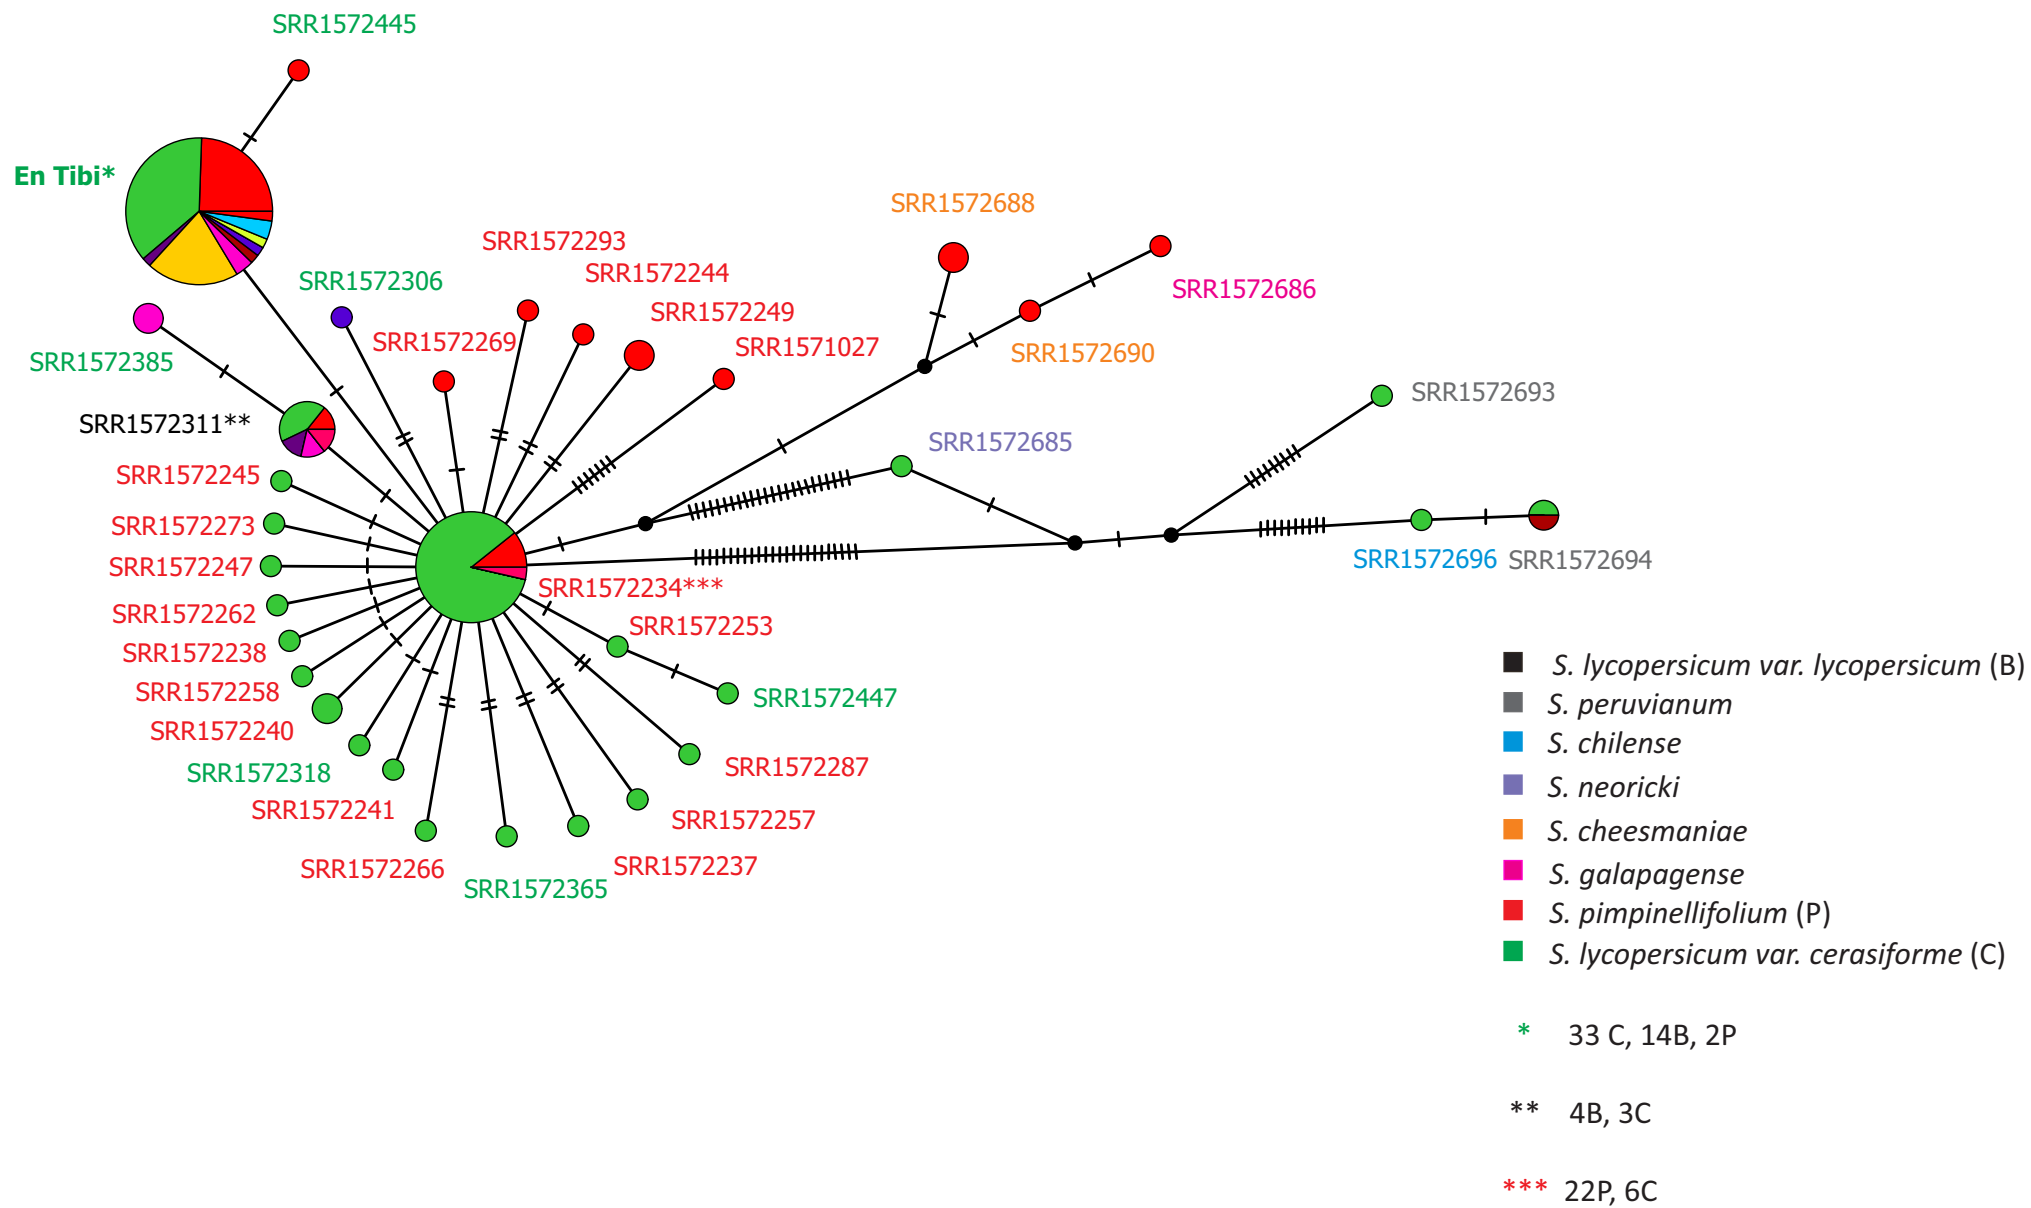 SRR1572445
En Tibi*
SRR1572688
SRR1572293
SRR1572244
SRR1572306
SRR1572686
SRR1572249
SRR1572269
SRR1571027
SRR1572690
SRR1572385
SRR1572693
SRR1572311**
SRR1572685
SRR1572245
SRR1572273
SRR1572247
SRR1572696 SRR1572694
SRR1572234***
SRR1572262
SRR1572253
SRR1572238
SRR1572258
SRR1572447
SRR1572240
SRR1572287
SRR1572318
SRR1572241
SRR1572257
SRR1572266
SRR1572237
SRR1572365
S. lycopersicum var. lycopersicum (B)
S. peruvianum
S. chilense
S. neoricki
S. cheesmaniae
S. galapagense
S. pimpinellifolium (P)
S. lycopersicum var. cerasiforme (C)
* 33 C, 14B, 2P
** 4B, 3C
*** 22P, 6C